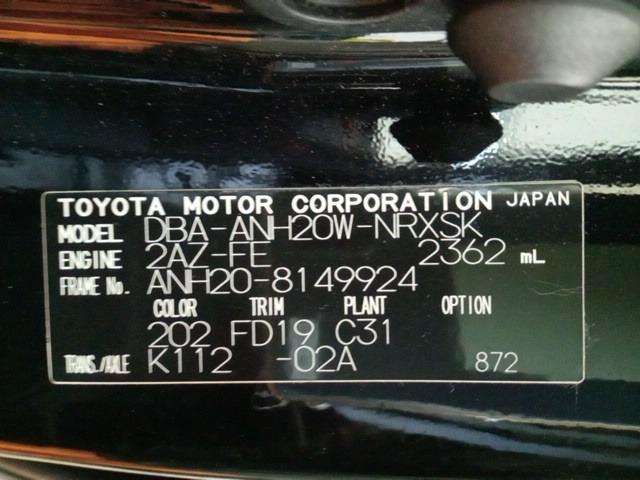 TOYOTA MOTOR CORPORATION JAPAN
MODEL DBA-ANH20W-NRXSK
ENGINE 2AZ-FE 2362 mL
FRAME No. ANH20-8149924
COLOR TRIM PLANT OPTION
202 FD19 C31
TRANS./AXLE K112 -02A 872